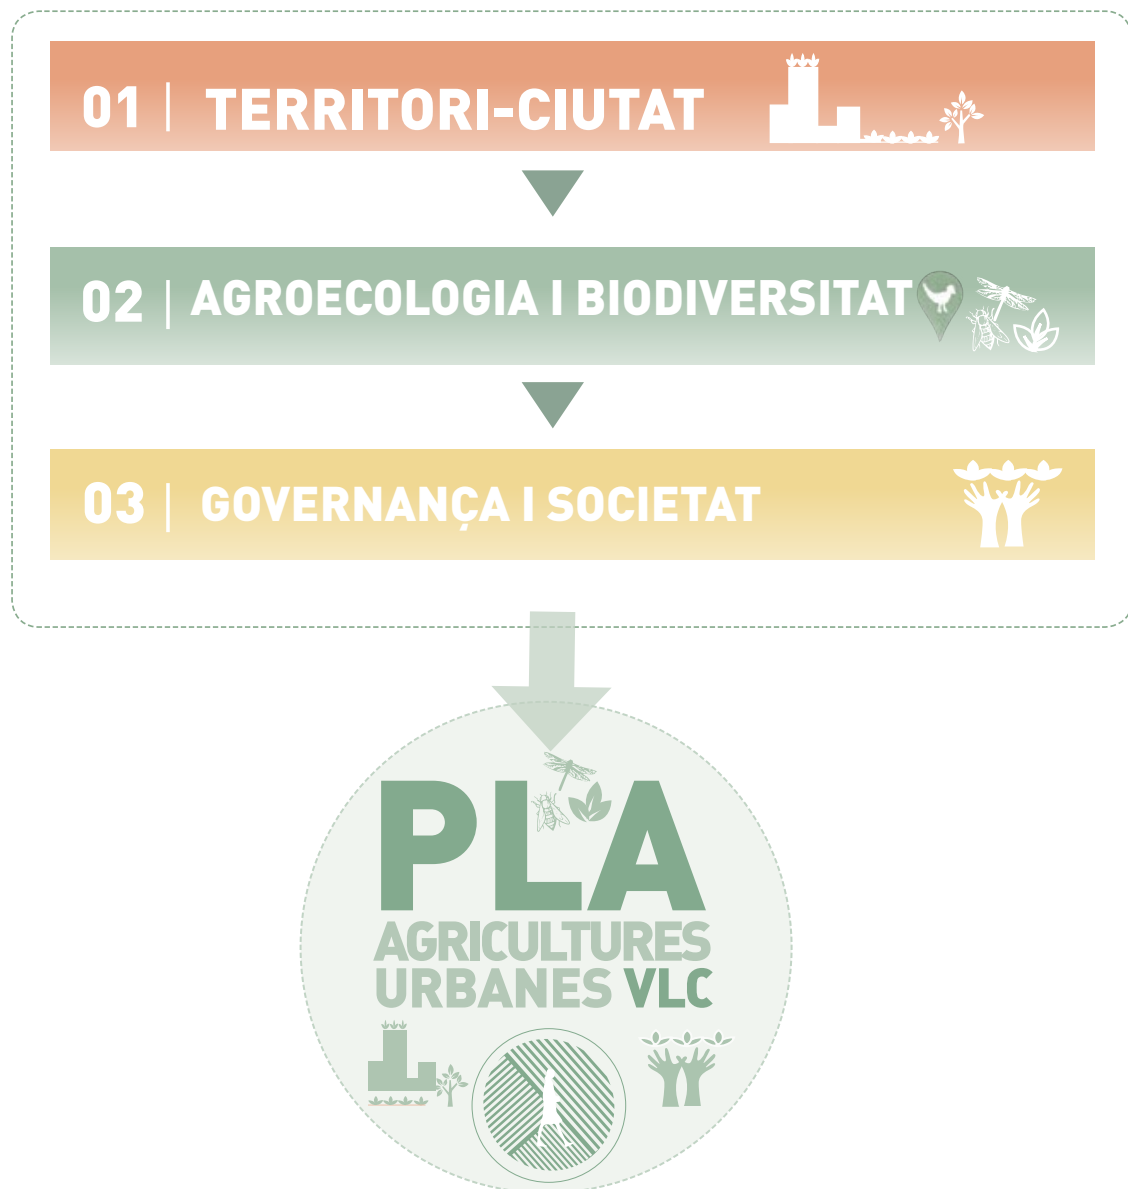 01 | TERRITORI-CIUTAT
02 | AGROECOLOGIA I BIODIVERSITAT
03 | GOVERNANÇA I SOCIETAT
PLA
AGRICULTURES
URBANES VLC